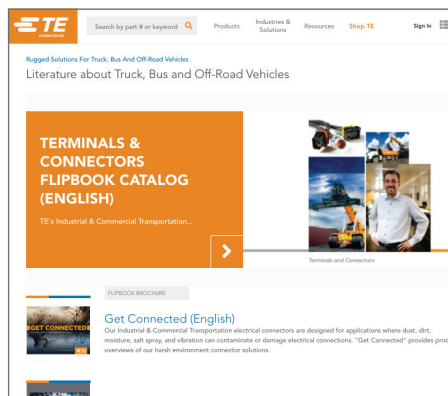 TE
connectivity
Search by part # or keyword
Products
Industries &
Solutions
Resources
Shop TE
Sign In
Rugged Solutions For Truck, Bus And Off-Road Vehicles
Literature about Truck, Bus and Off-Road Vehicles
TERMINALS &
CONNECTORS
FLIPBOOK CATALOG
(ENGLISH)
TE's Industrial & Commercial Transportation...
Terminals and Connectors
FLIPBOOK BROCHURE
GET CONNECTED
Get Connected (English)
Our Industrial & Commercial Transportation electrical connectors are designed for applications where dust, dirt,
moisture, salt spray, and vibration can contaminate or damage electrical connections. "Get Connected" provides prod
overviews of our harsh environment connector solutions.